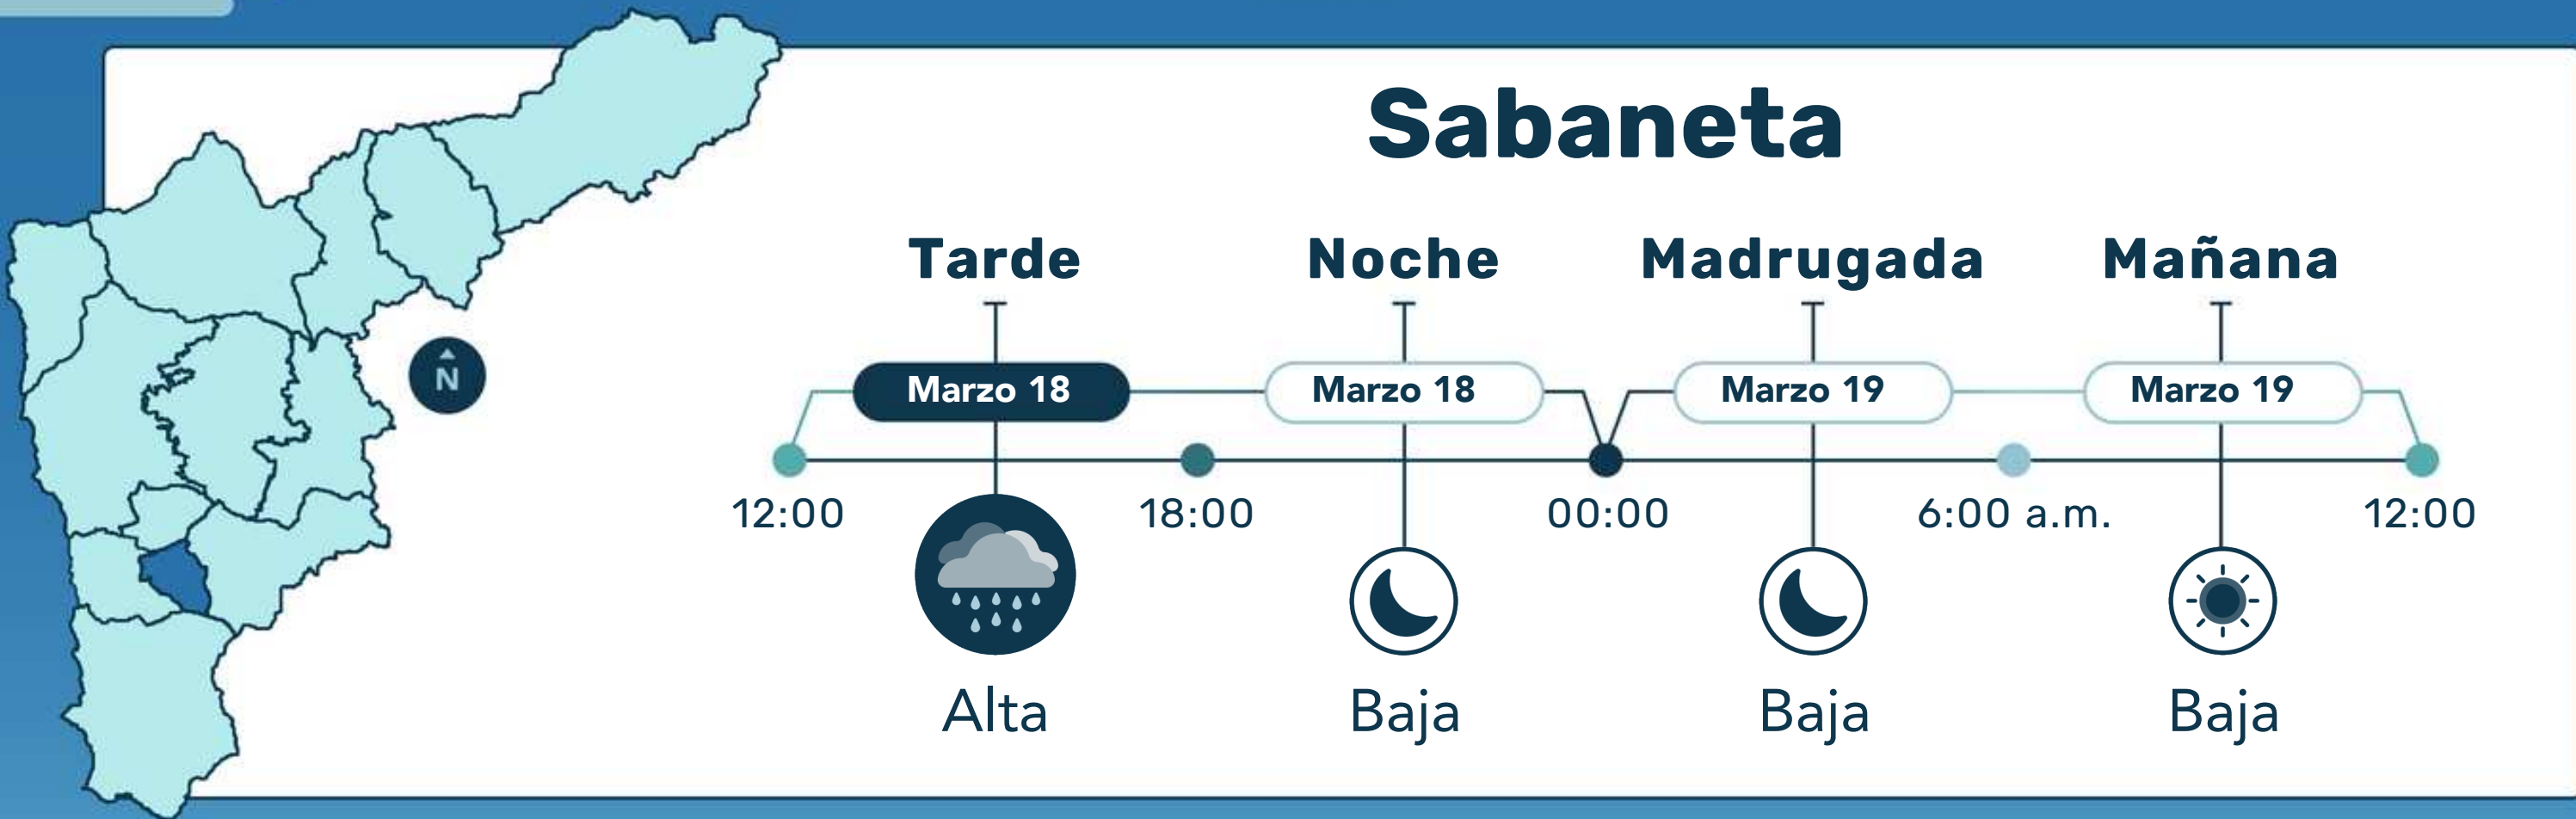 Sabaneta
Tarde Noche Madrugada Mañana
N
Marzo 18 Marzo 18 Marzo 19 Marzo 19
12:00 18:00 00:00 6:00 a.m. 12:00
Alta Baja Baja Baja